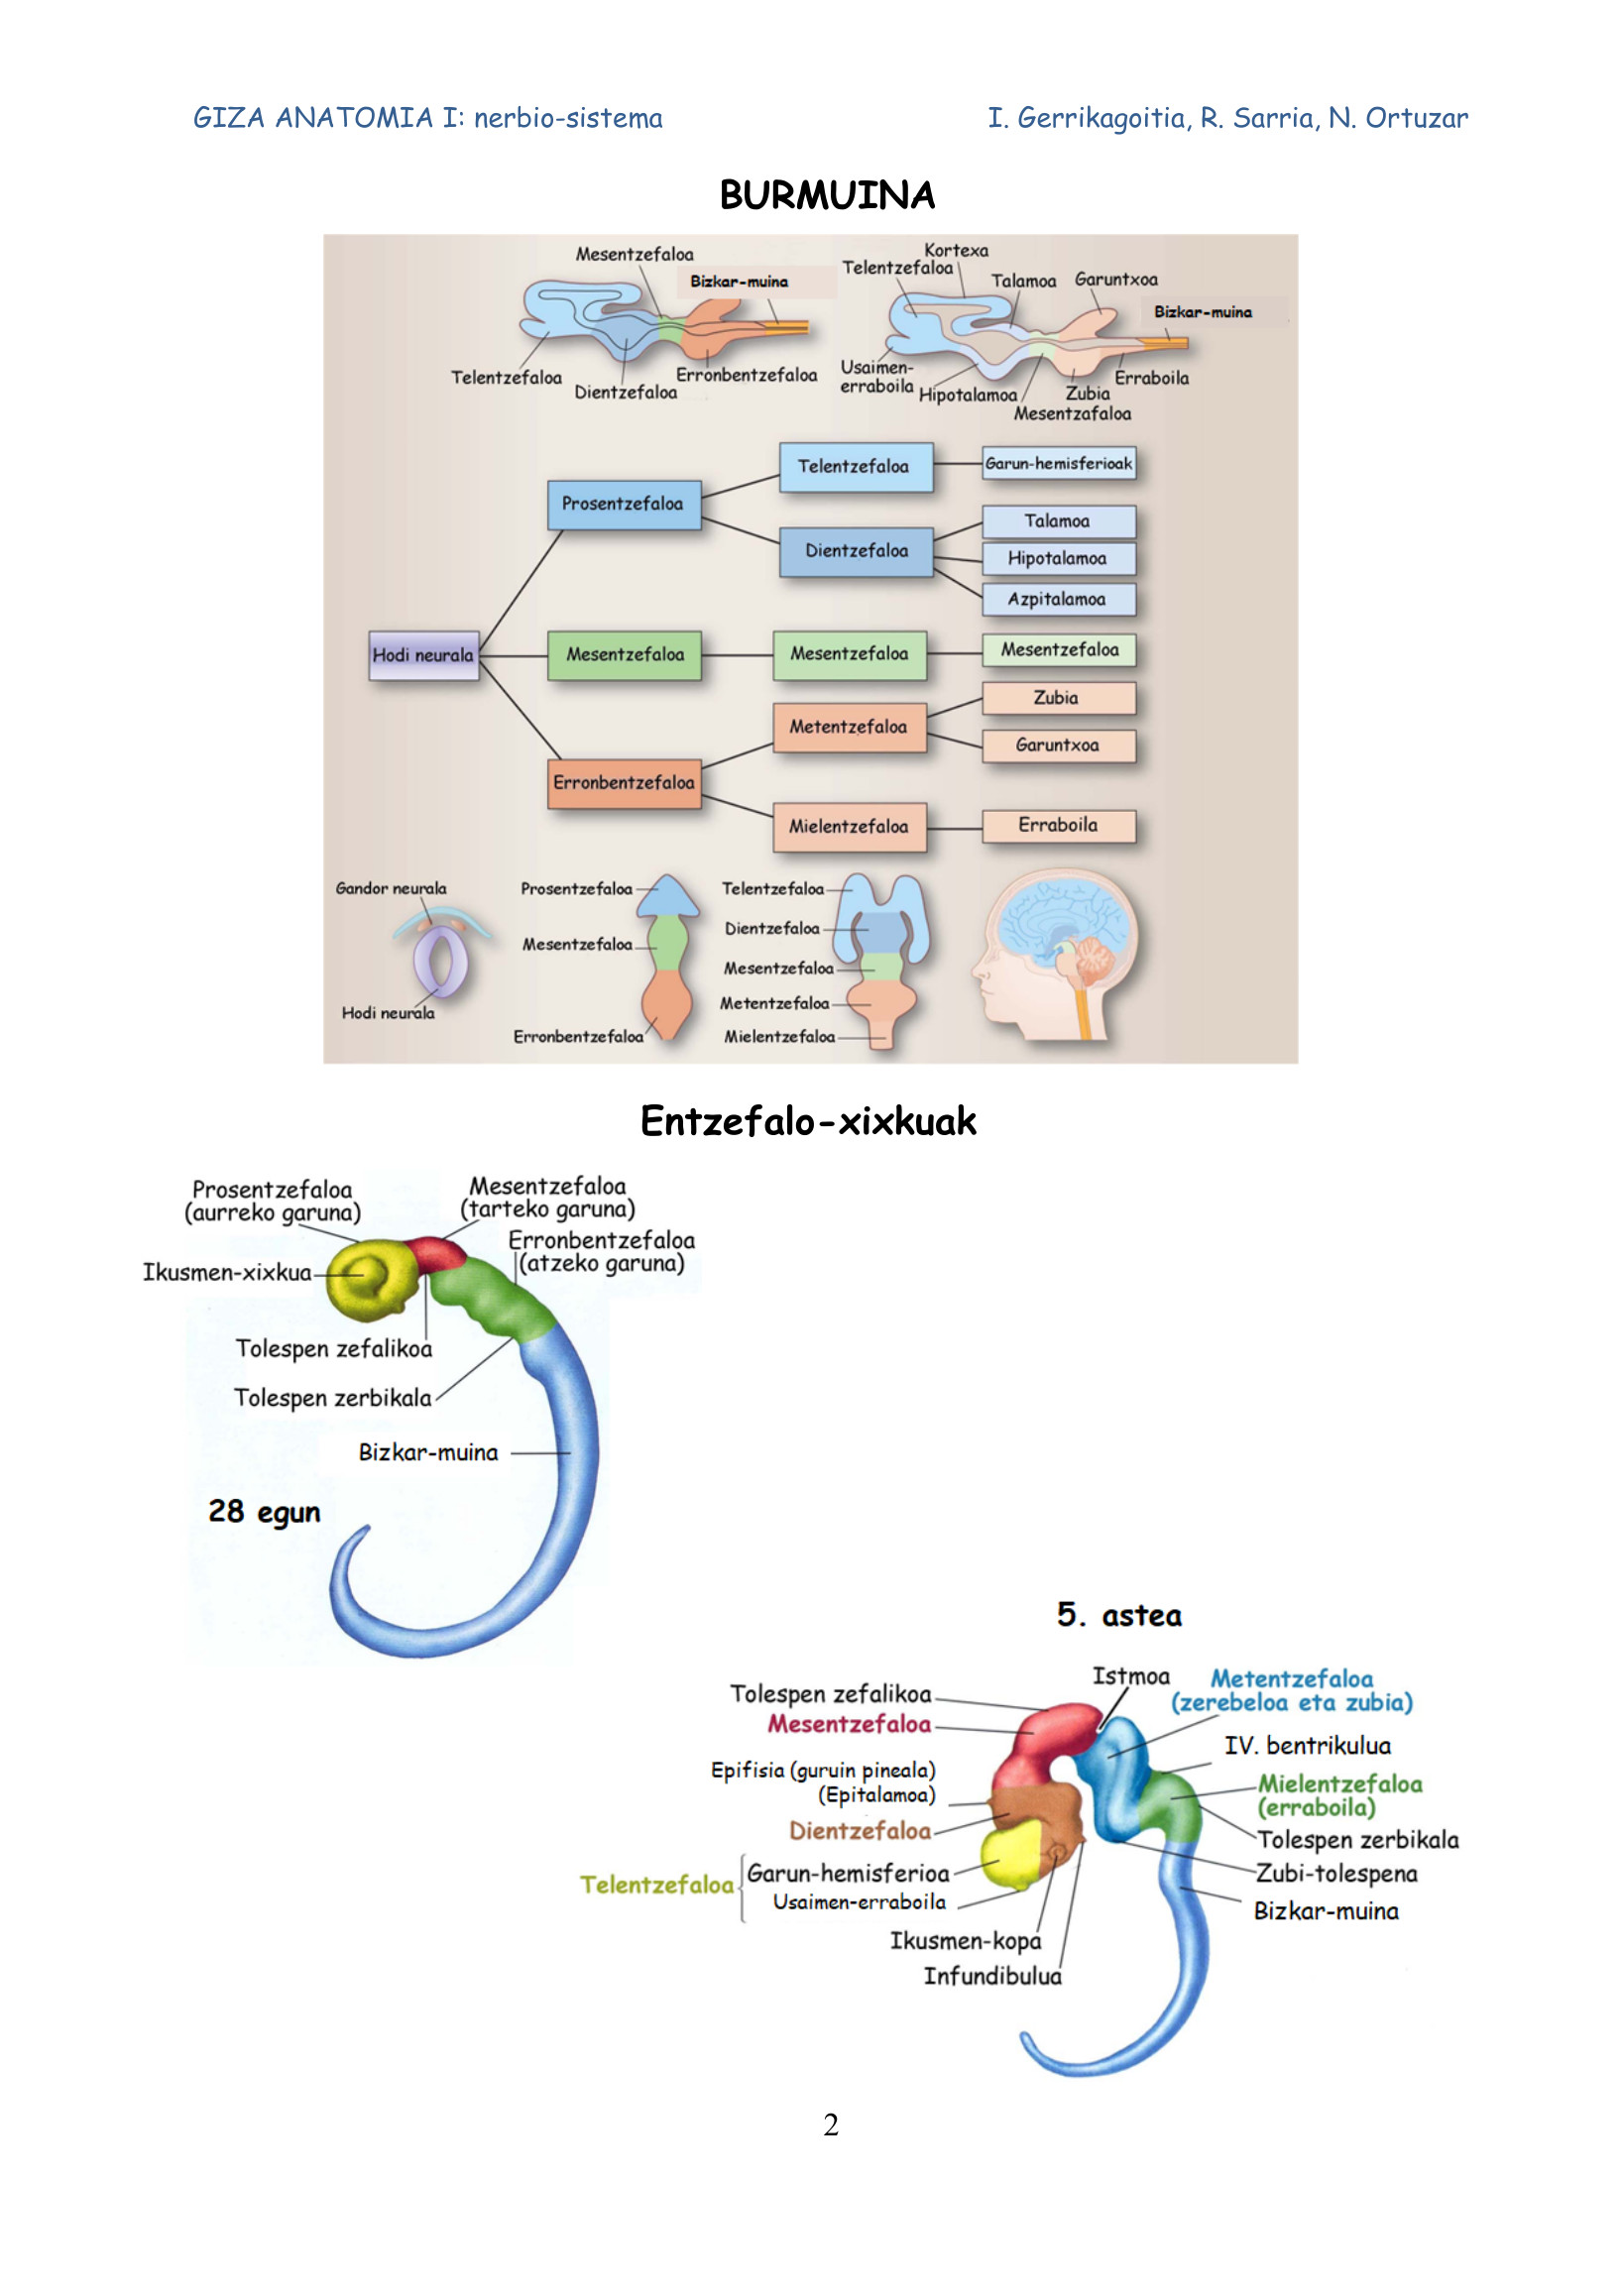 GIZA ANATOMIA I: nerbio-sistema
I. Gerrikagoitia, R. Sarria, N. Ortuzar
BURMUINA
Mesentzefaloa
Bizkar-muina
Telentzefaloa
Dientzefaloa
Erronbentzefaloa
Kortexa
Telentzefaloa
Talamoa
Garuntxoa
Bizkar-muina
Usaimen-
erraboila
Hipotalamoa
Mesentzafaloa
Zubia
Erraboila
Hodi neurala
Prosentzefaloa
Mesentzefaloa
Erronbentzefaloa
Telentzefaloa
Dientzefaloa
Mesentzefaloa
Metentzefaloa
Mielentzefaloa
Garun-hemisferioak
Talamoa
Hipotalamoa
Azpitalamoa
Mesentzefaloa
Zubia
Garuntxoa
Erraboila
Gandor neurala
Hodi neurala
Prosentzefaloa
Mesentzefaloa
Erronbentzefaloa
Telentzefaloa
Dientzefaloa
Mesentzefaloa
Metentzefaloa
Mielentzefaloa
Entzefalo-xixkuak
Prosentzefaloa
(aurreko garuna)
Mesentzefaloa
(tarteko garuna)
Erronbentzefaloa
(atzeko garuna)
Ikusmen-xixkua
Tolespen zefalikoa
Tolespen zerbikala
Bizkar-muina
28 egun
5. astea
Istmoa
Metentzefaloa
(zerebeloa eta zubia)
Tolespen zefalikoa
Mesentzefaloa
IV. bentrikulua
Epifisia (guruin pineala)
(Epitalamoa)
Mielentzefaloa
(erraboila)
Dientzefaloa
Tolespen zerbikala
Telentzefaloa
Garun-hemisferioa
Usaimen-erraboila
Zubi-tolespena
Bizkar-muina
Ikusmen-kopa
Infundibulua
2